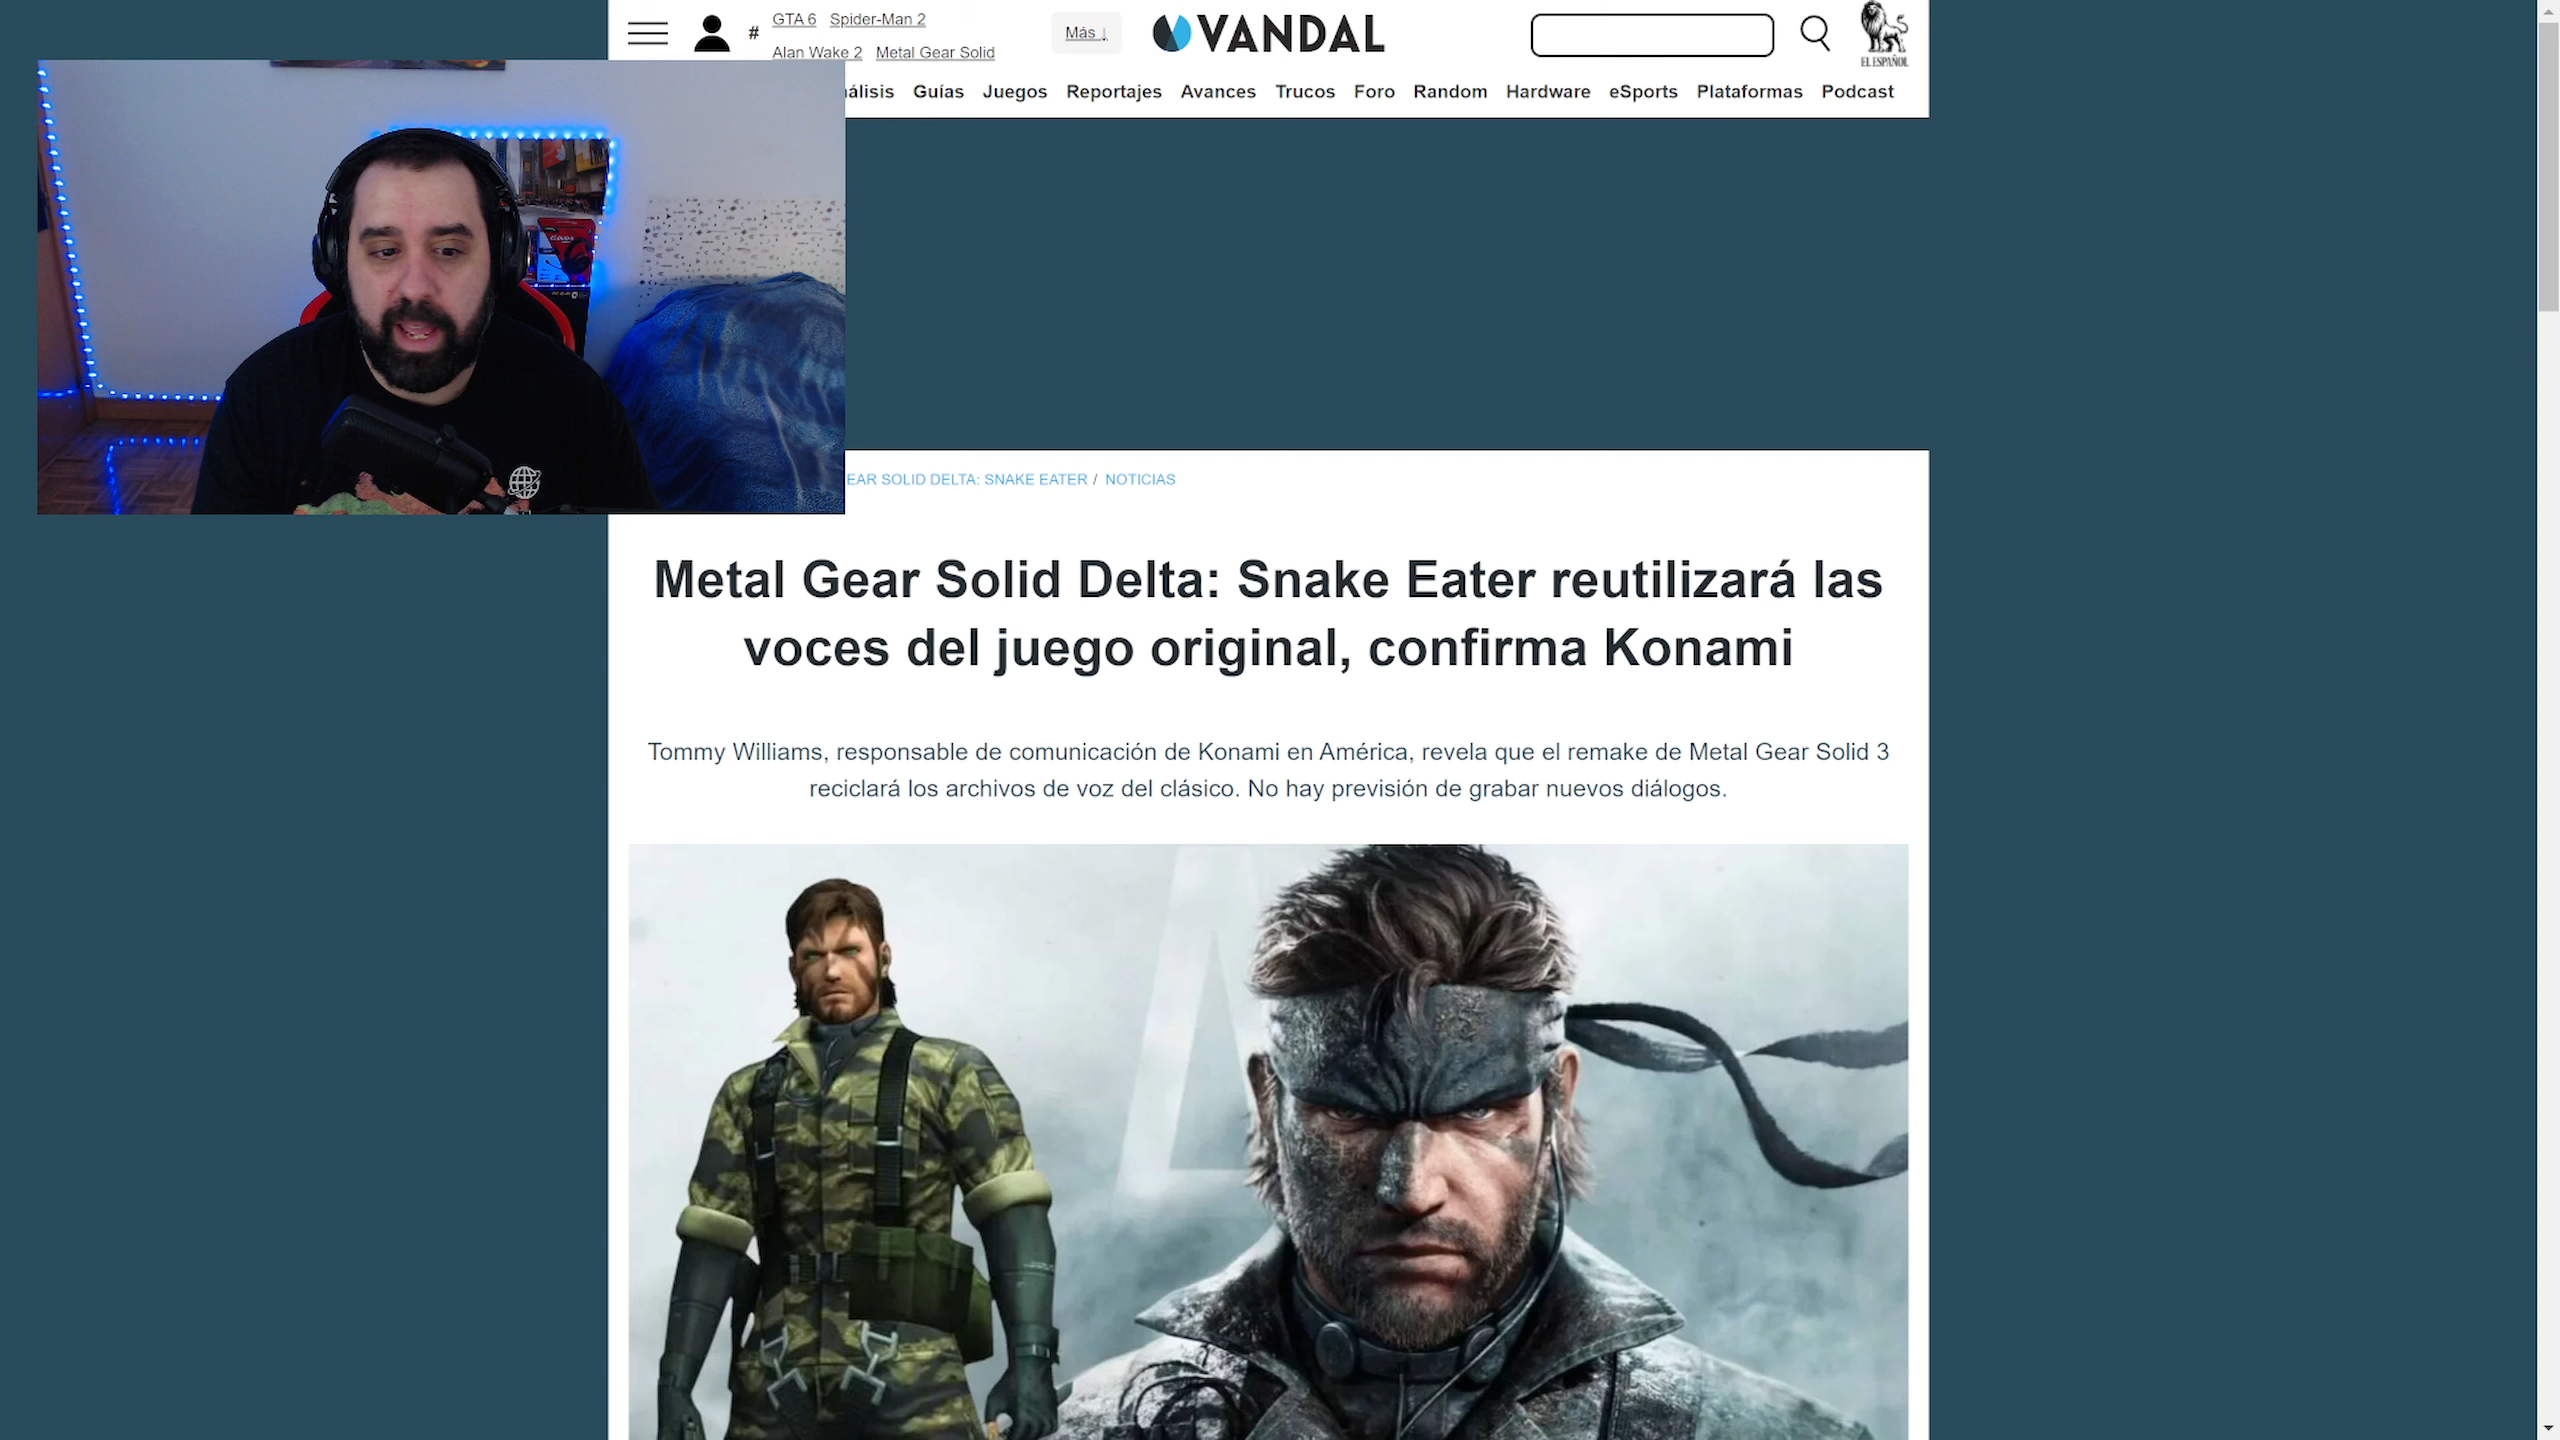 # GTA 6 Spider-Man 2
Alan Wake 2 Metal Gear Solid
Más ↓
VANDAL
EL ESPAÑOL
álisis Guías Juegos Reportajes Avances Trucos Foro Random Hardware eSports Plataformas Podcast
EAR SOLID DELTA: SNAKE EATER / NOTICIAS
Metal Gear Solid Delta: Snake Eater reutilizará las
voces del juego original, confirma Konami
Tommy Williams, responsable de comunicación de Konami en América, revela que el remake de Metal Gear Solid 3
reciclará los archivos de voz del clásico. No hay previsión de grabar nuevos diálogos.